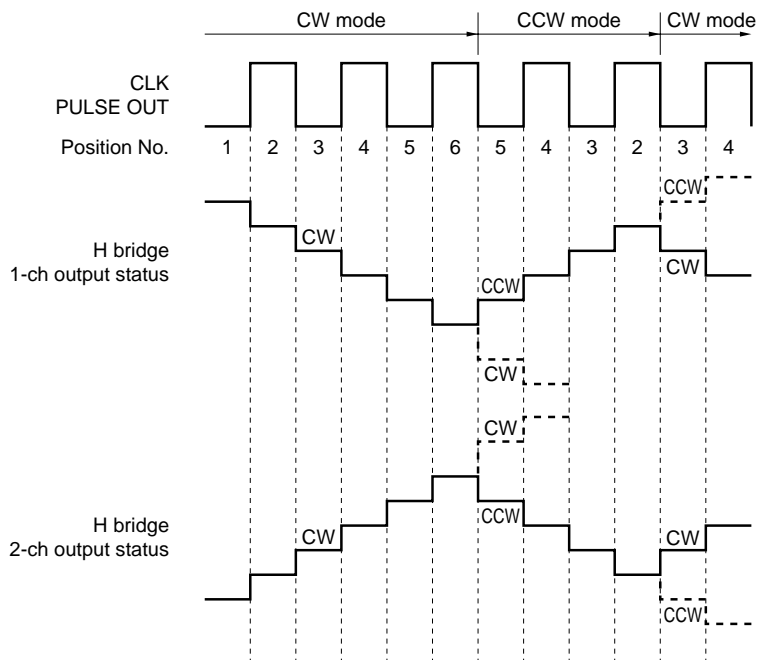 CW mode CCW mode CW mode
CLK
PULSE OUT
Position No. 1 2 3 4 5 6 5 4 3 2 3 4
CCW
CW
H bridge
1-ch output status
CW
CCW
CW
CW
H bridge
2-ch output status
CW
CCW
CW
CCW